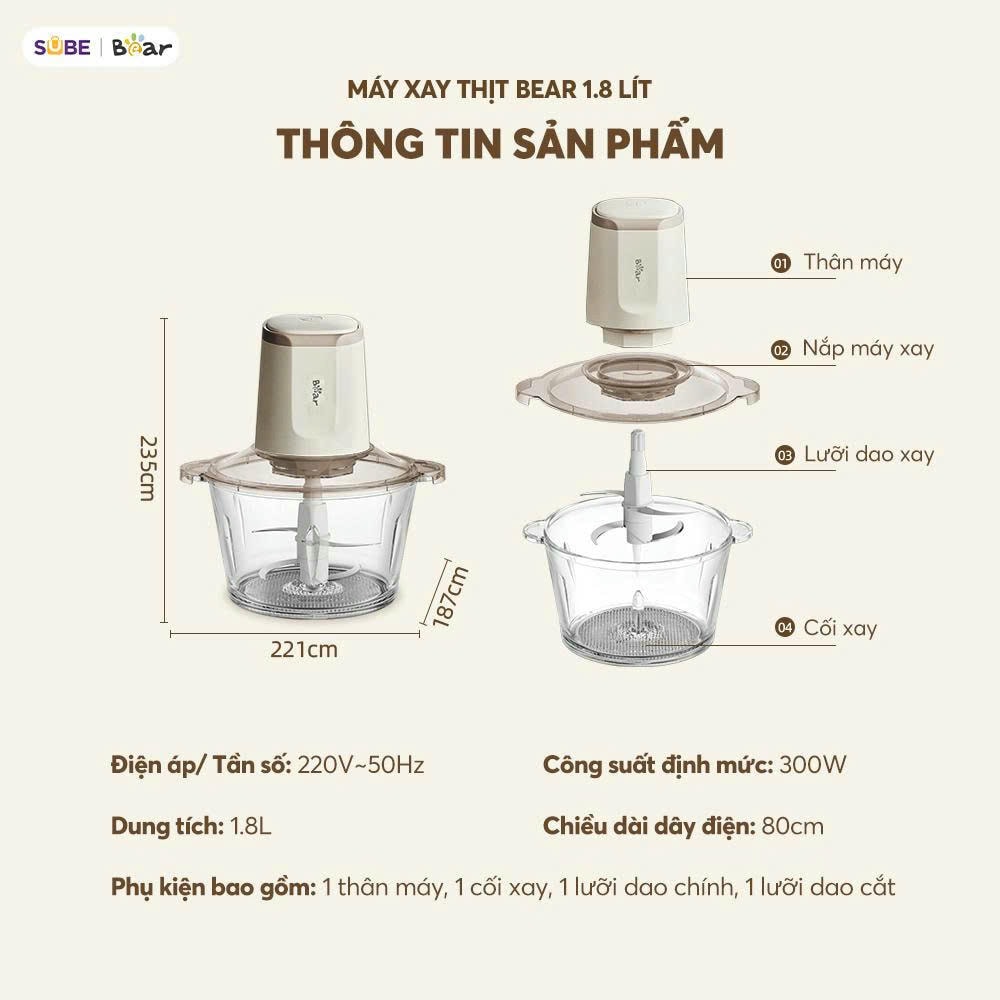 SUBE | Bear
MÁY XAY THỊT BEAR 1.8 LÍT
THÔNG TIN SẢN PHẨM
Bear
01 Thân máy
02 Nắp máy xay
Bear
235cm
03 Lưỡi dao xay
187cm
221cm
04 Cối xay
Điện áp/ Tần số: 220V~50Hz
Công suất định mức: 300W
Dung tích: 1.8L
Chiều dài dây điện: 80cm
Phụ kiện bao gồm: 1 thân máy, 1 cối xay, 1 lưỡi dao chính, 1 lưỡi dao cắt